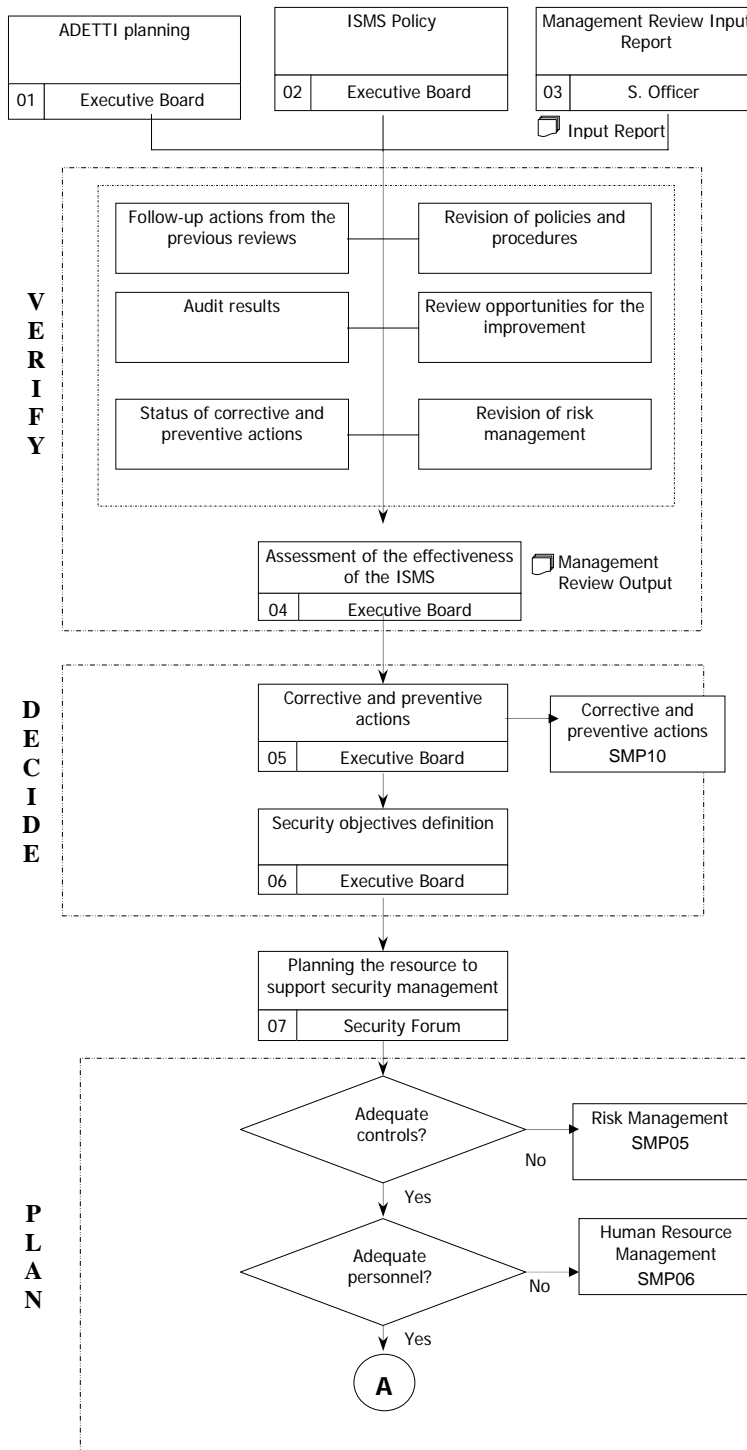 ADETTI planning
01 Executive Board
ISMS Policy
02 Executive Board
Management Review Input
Report
03 S. Officer
Input Report
VERIFY
Follow-up actions from the
previous reviews
Revision of policies and
procedures
Audit results
Review opportunities for the
improvement
Status of corrective and
preventive actions
Revision of risk
management
Assessment of the effectiveness
of the ISMS
04 Executive Board
Management
Review Output
DECIDE
Corrective and preventive
actions
05 Executive Board
Corrective and
preventive actions
SMP10
Security objectives definition
06 Executive Board
Planning the resource to
support security management
07 Security Forum
PLAN
Adequate
controls?
No
Risk Management
SMP05
Yes
Adequate
personnel?
No
Human Resource
Management
SMP06
Yes
A